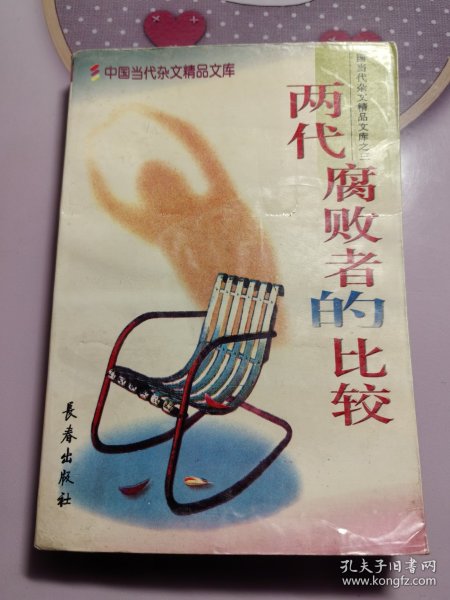 中国当代杂文精品文库
国当代杂文精品文库之三
两代腐败者的比较
長春出版社
孔夫子旧书网
www.kongfz.com